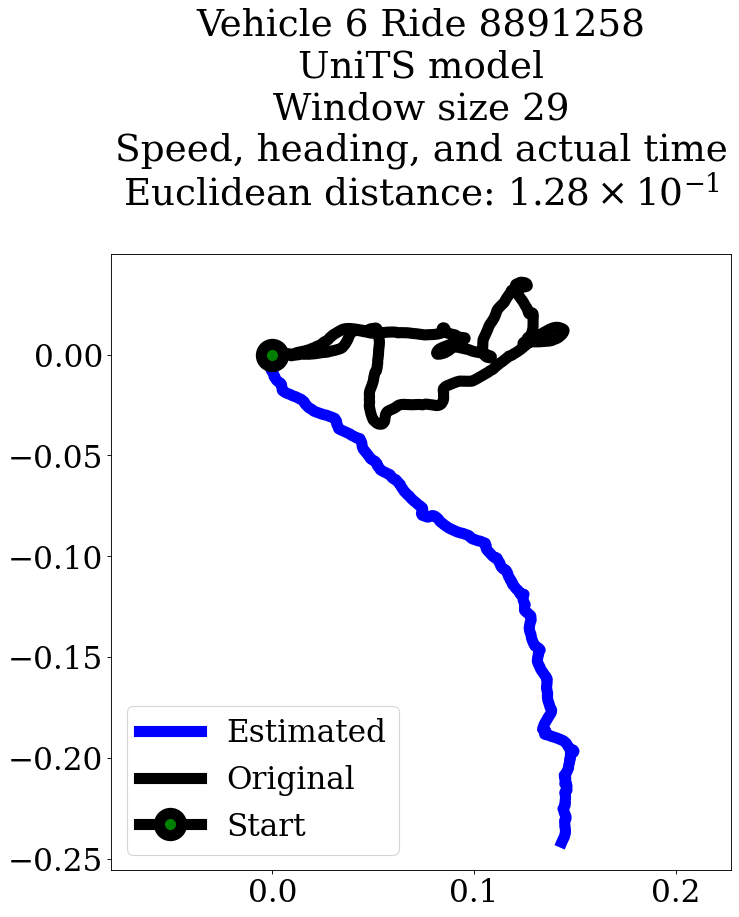 Vehicle 6 Ride 8891258
UniTS model
Window size 29
Speed, heading, and actual time
Euclidean distance: 1.28 × 10⁻¹
0.00
−0.05
−0.10
−0.15
−0.20
−0.25
Estimated
Original
Start
0.0 0.1 0.2